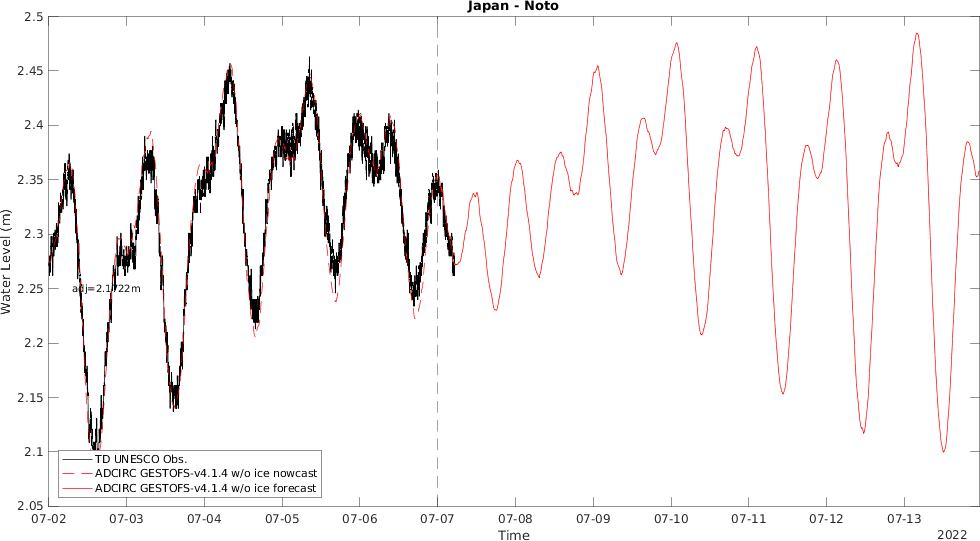 Japan - Noto
2.5
2.45
2.4
2.35
2.3
2.25
2.2
2.15
2.1
2.05
Water Level (m)
adj=2.1722m
TD UNESCO Obs.
ADCIRC GESTOFS-v4.1.4 w/o ice nowcast
ADCIRC GESTOFS-v4.1.4 w/o ice forecast
07-02 07-03 07-04 07-05 07-06 07-07 07-08 07-09 07-10 07-11 07-12 07-13
Time
2022